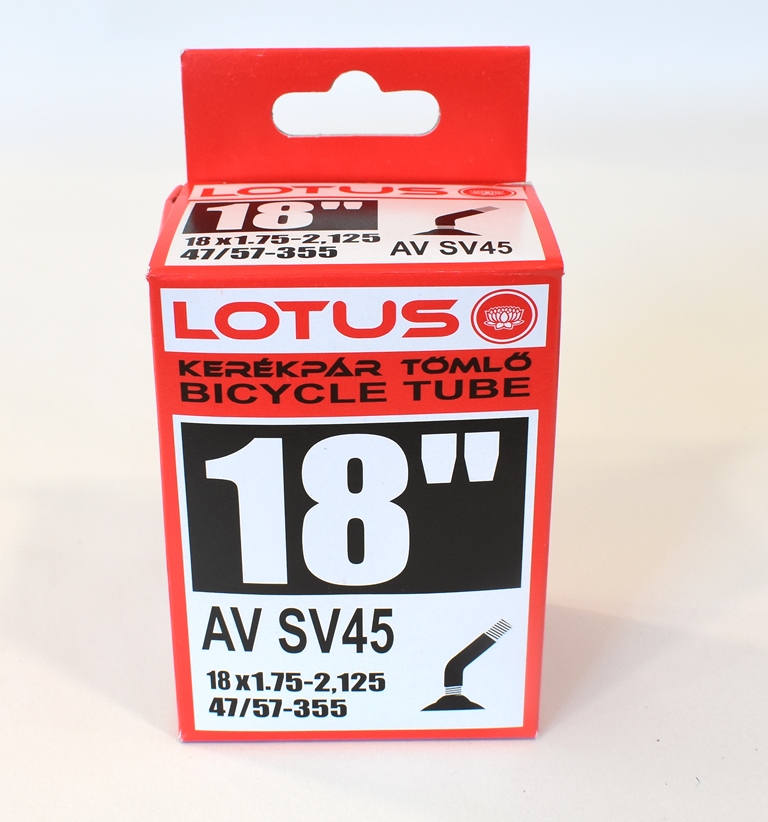 LOTUS
18"
18 x 1.75-2,125
47/57-355
AV SV45
LOTUS
KERÉKPÁR TÖMLŐ
BICYCLE TUBE
18"
AV SV45
18 x 1.75-2,125
47/57-355